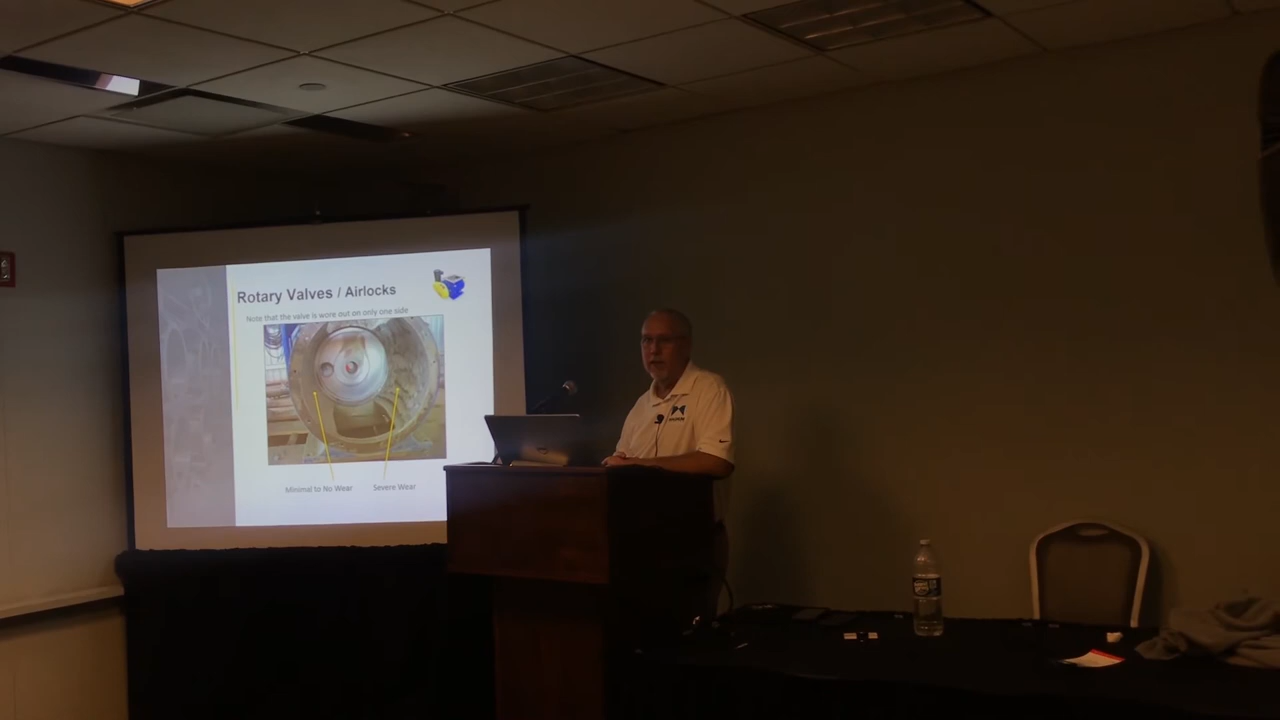 Rotary Valves / Airlocks
Note that the valve is wore out on only one side
Minimal to No Wear
Severe Wear